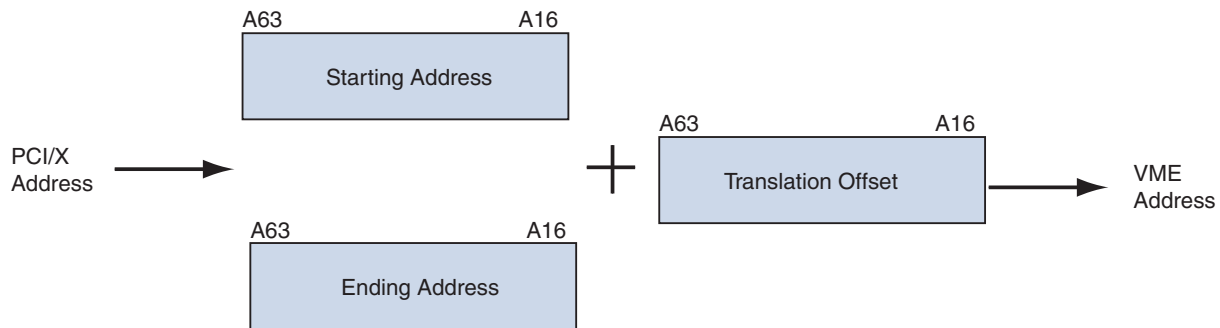 A63 A16
Starting Address
PCI/X
Address
A63 A16
Ending Address
A63 A16
Translation Offset
VME
Address